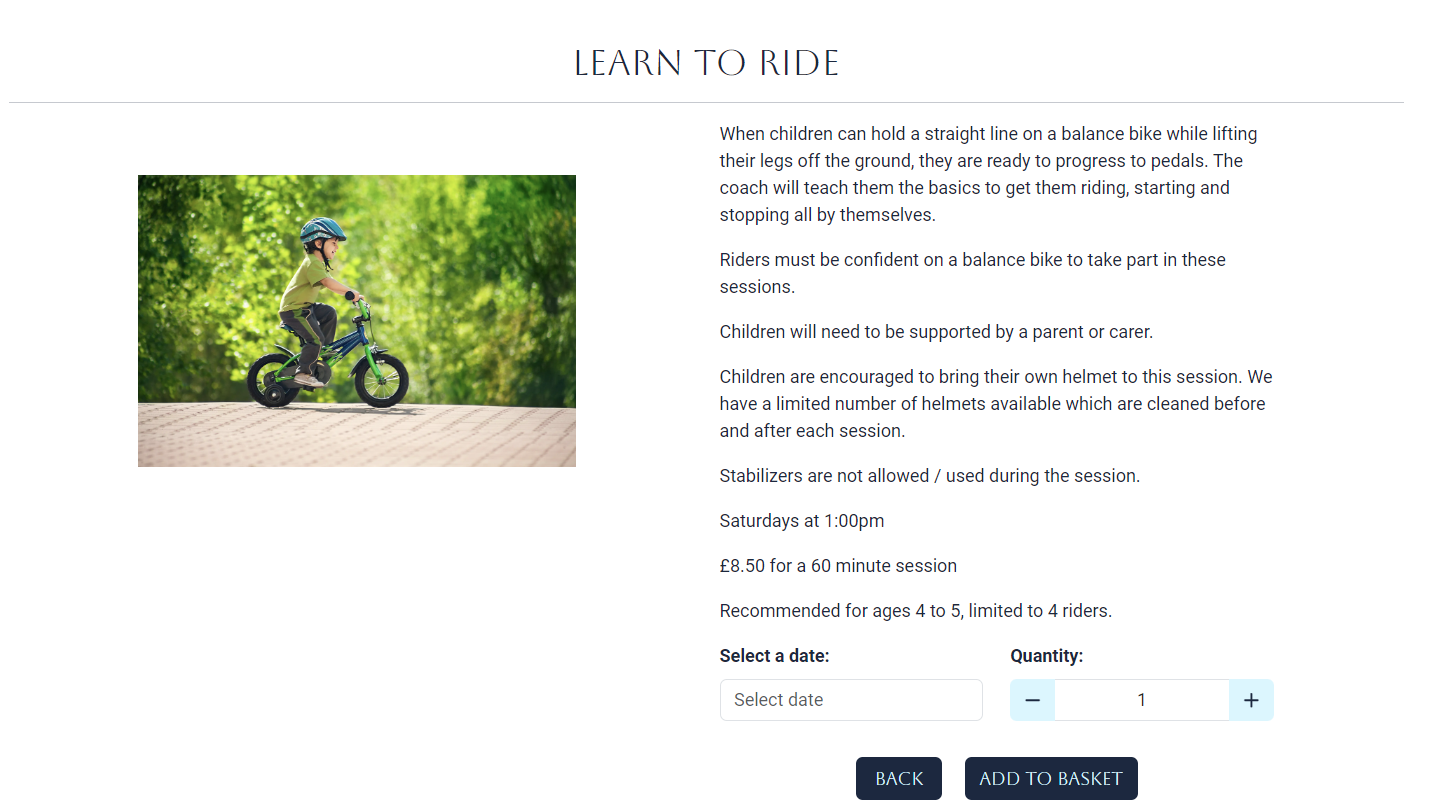 LEARN TO RIDE
When children can hold a straight line on a balance bike while lifting
their legs off the ground, they are ready to progress to pedals. The
coach will teach them the basics to get them riding, starting and
stopping all by themselves.
Riders must be confident on a balance bike to take part in these
sessions.
Children will need to be supported by a parent or carer.
Children are encouraged to bring their own helmet to this session. We
have a limited number of helmets available which are cleaned before
and after each session.
Stabilizers are not allowed / used during the session.
Saturdays at 1:00pm
£8.50 for a 60 minute session
Recommended for ages 4 to 5, limited to 4 riders.
Select a date: Quantity:
Select date − 1 +
BACK ADD TO BASKET